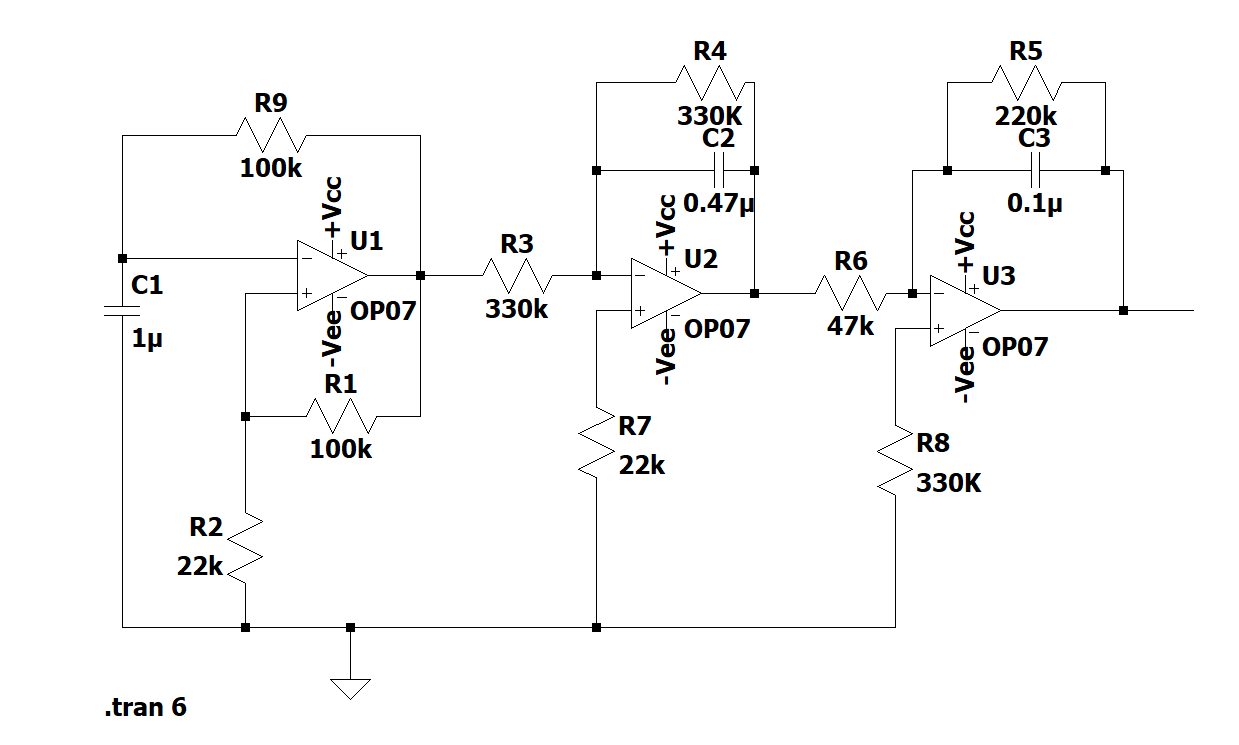 R4
R5
330K
220k
C2
C3
R9
100k
+Vcc
U1
0.47µ
0.1µ
+Vcc
+Vcc
R3
U2
R6
U3
C1
1µ
OP07
330k
OP07
47k
OP07
-Vee
-Vee
-Vee
R1
100k
R7
22k
R8
330K
R2
22k
.tran 6